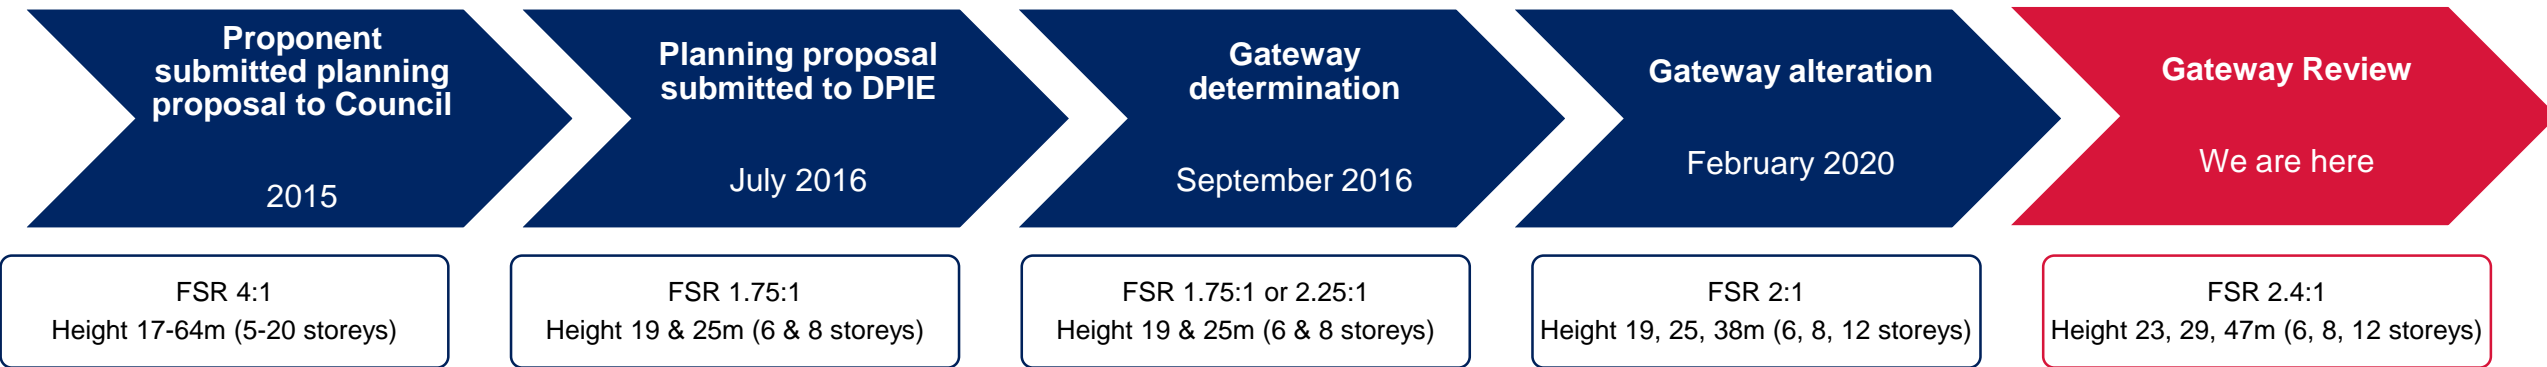 Proponent
submitted planning
proposal to Council
2015
FSR 4:1
Height 17-64m (5-20 storeys)
Planning proposal
submitted to DPIE
July 2016
FSR 1.75:1
Height 19 & 25m (6 & 8 storeys)
Gateway
determination
September 2016
FSR 1.75:1 or 2.25:1
Height 19 & 25m (6 & 8 storeys)
Gateway alteration
February 2020
FSR 2:1
Height 19, 25, 38m (6, 8, 12 storeys)
Gateway Review
We are here
FSR 2.4:1
Height 23, 29, 47m (6, 8, 12 storeys)